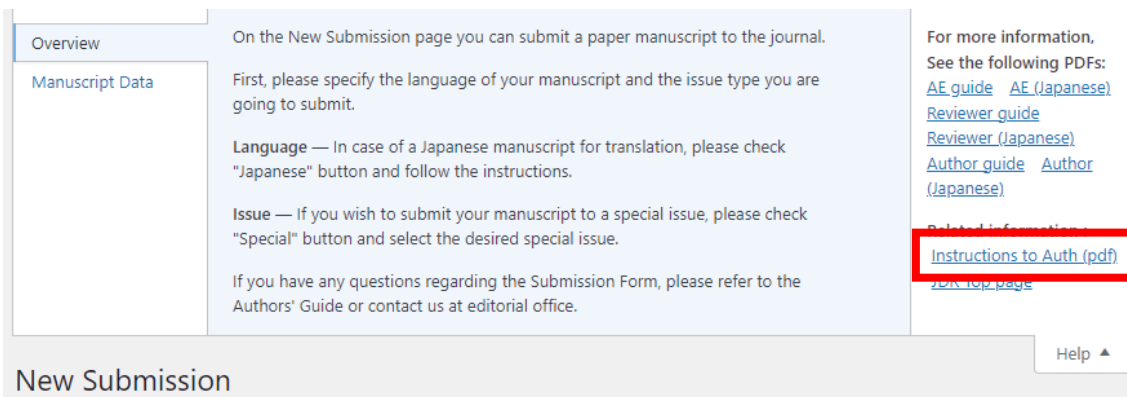 Overview
Manuscript Data
On the New Submission page you can submit a paper manuscript to the journal.
First, please specify the language of your manuscript and the issue type you are
going to submit.
Language — In case of a Japanese manuscript for translation, please check
"Japanese" button and follow the instructions.
Issue — If you wish to submit your manuscript to a special issue, please check
"Special" button and select the desired special issue.
If you have any questions regarding the Submission Form, please refer to the
Authors' Guide or contact us at editorial office.
For more information,
See the following PDFs:
AE guide AE (Japanese)
Reviewer guide
Reviewer (Japanese)
Author guide Author
(Japanese)
Related information :
Instructions to Auth (pdf)
JDR Top page
Help ▲
New Submission